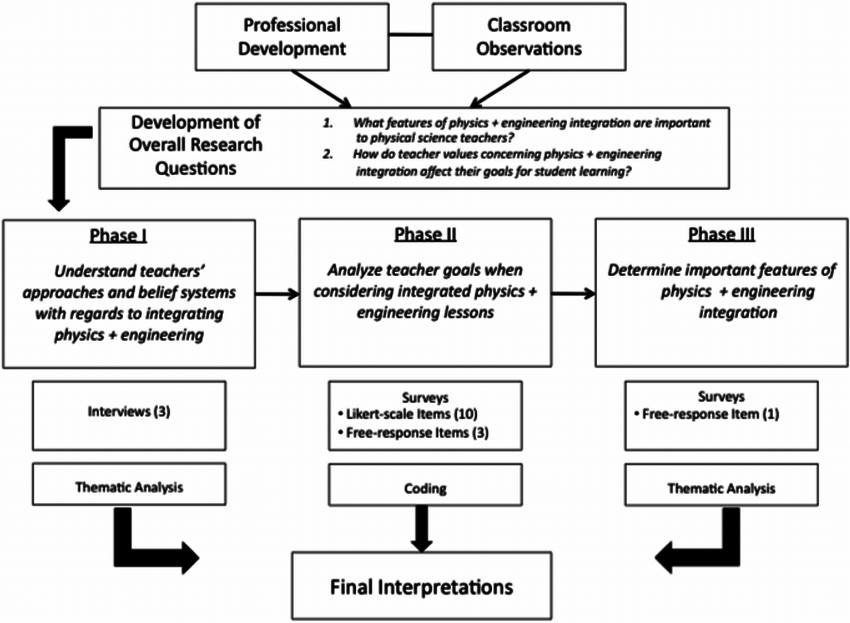 Professional
Development
Classroom
Observations
Development of
Overall Research
Questions
1. What features of physics + engineering integration are important
to physical science teachers?
2. How do teacher values concerning physics + engineering
integration affect their goals for student learning?
Phase I
Understand teachers'
approaches and belief systems
with regards to integrating
physics + engineering
Phase II
Analyze teacher goals when
considering integrated physics +
engineering lessons
Phase III
Determine important features of
physics + engineering
integration
Interviews (3)
Surveys
• Likert-scale Items (10)
• Free-response Items (3)
Surveys
• Free-response Item (1)
Thematic Analysis
Coding
Thematic Analysis
Final Interpretations